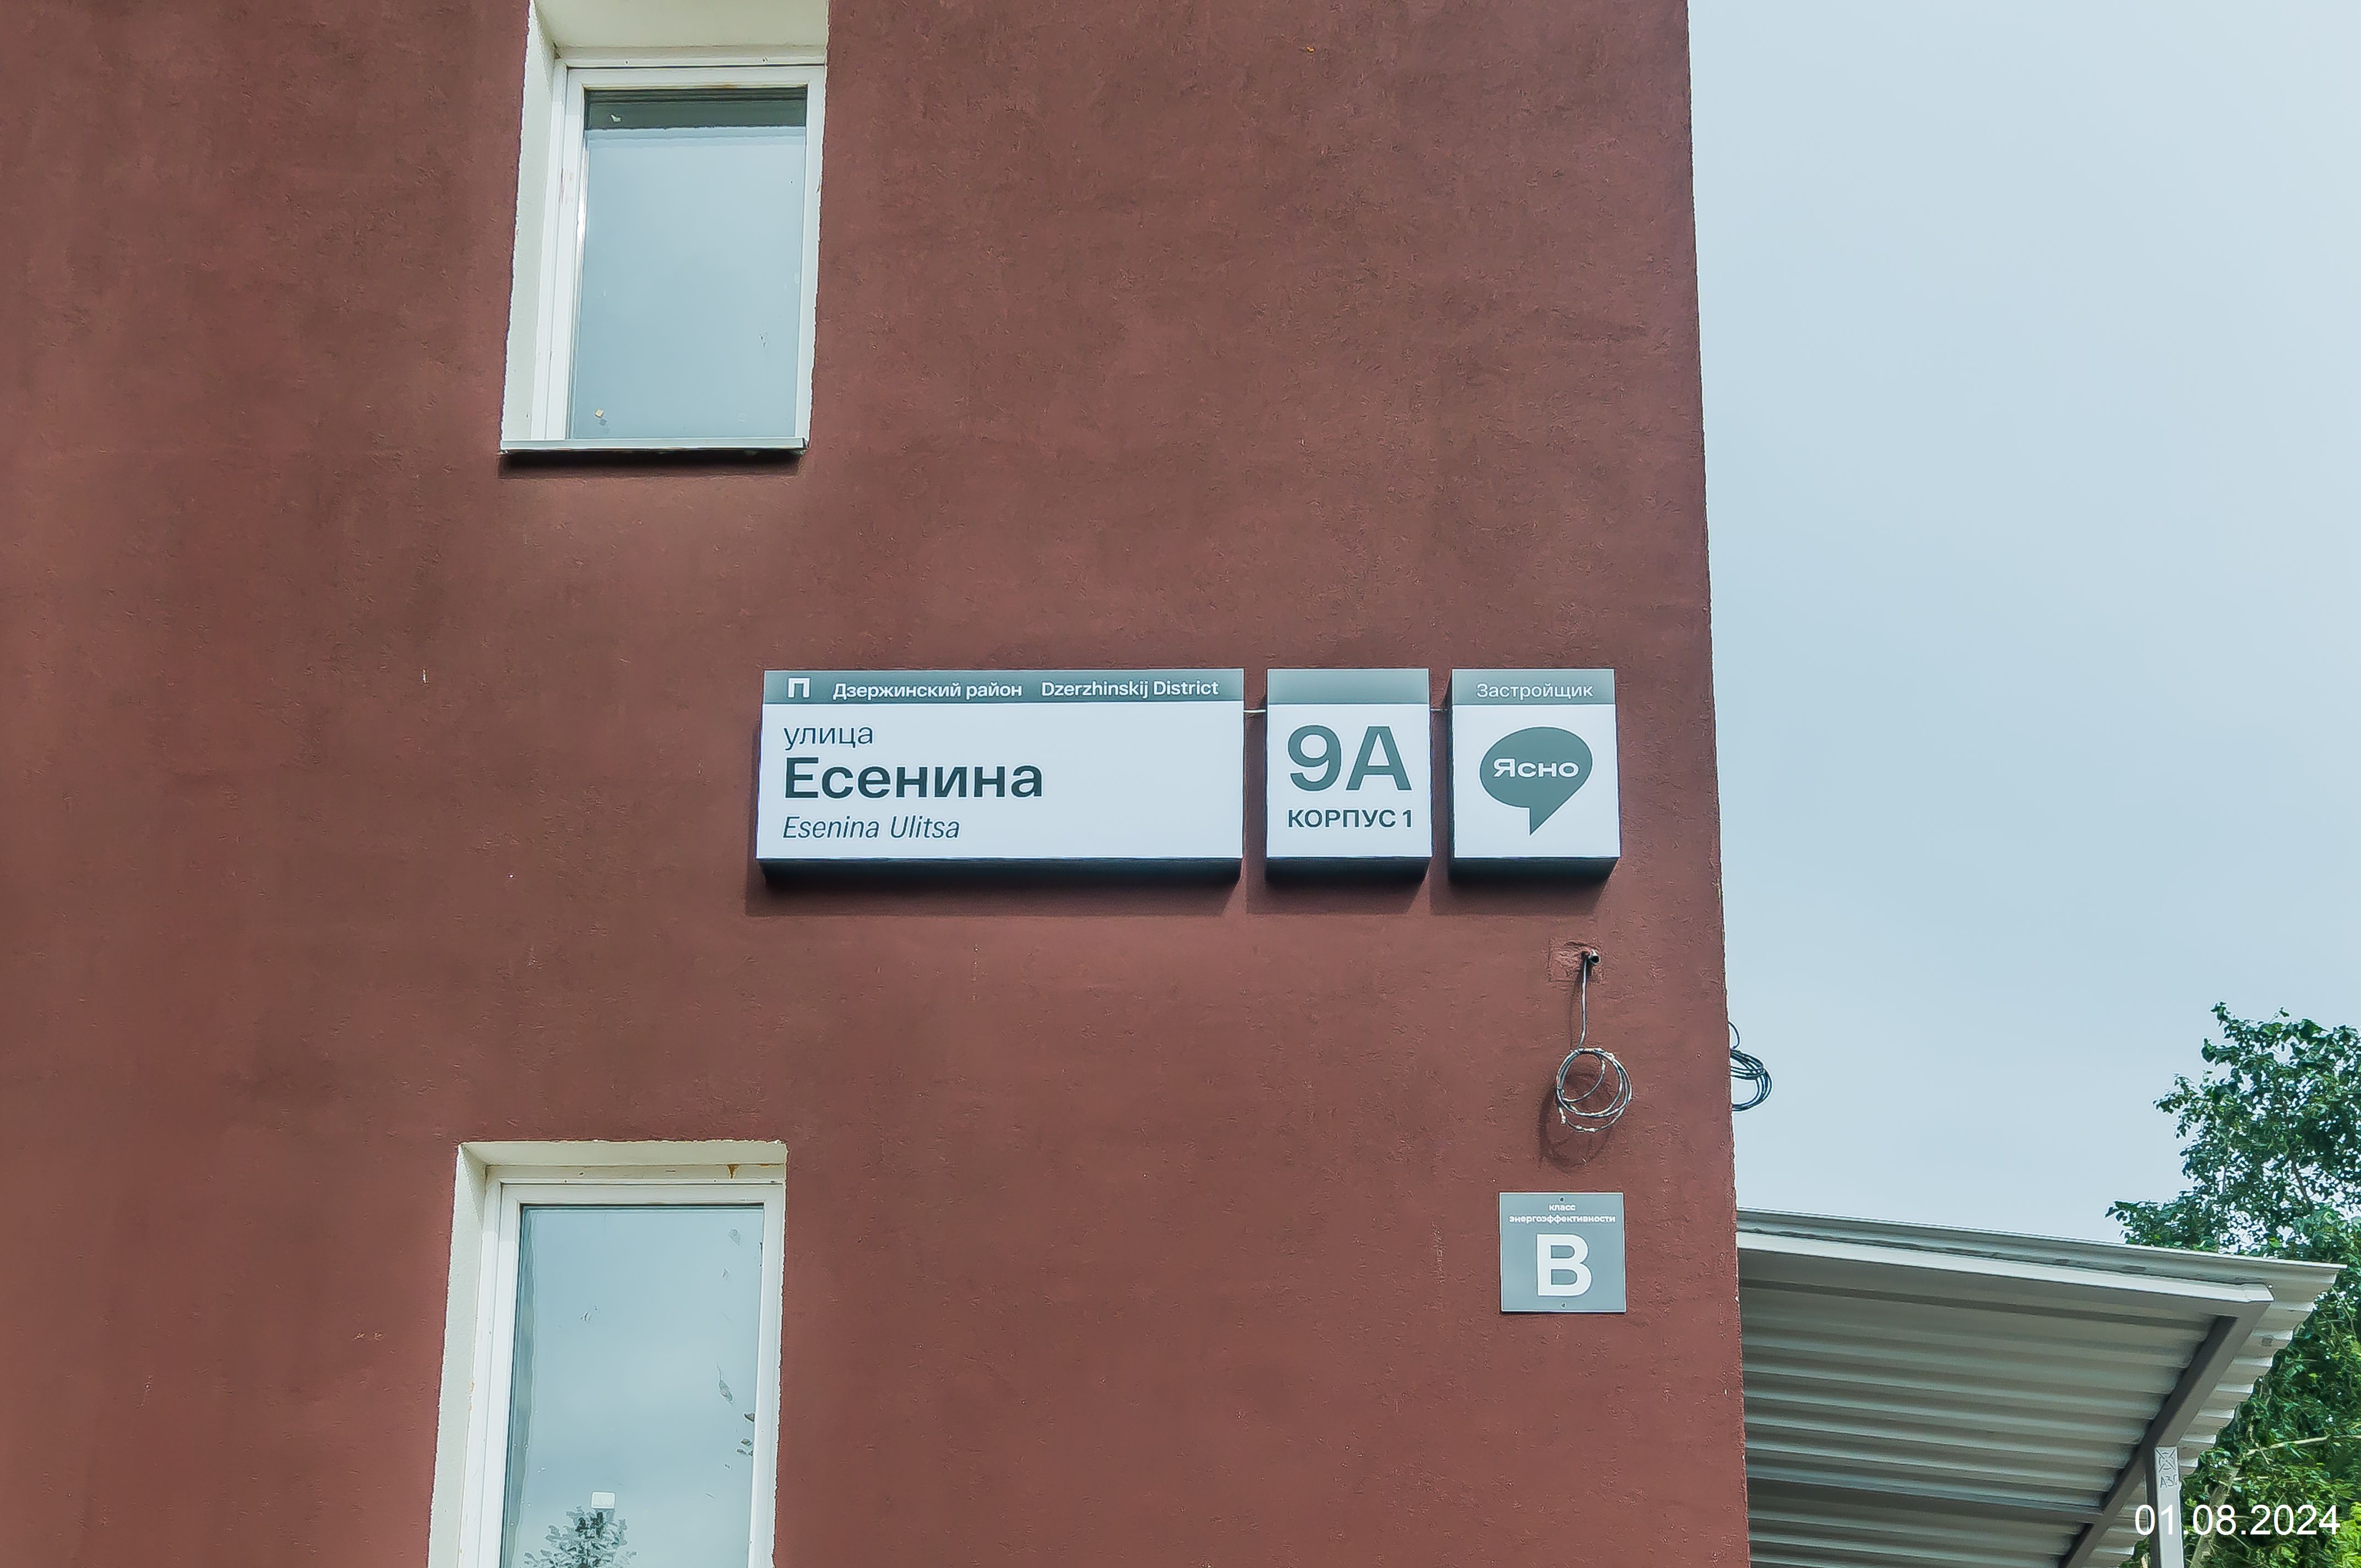 П Дзержинский район Dzerzhinskij District
улица
Есенина
Esenina Ulitsa
9А
КОРПУС 1
Застройщик
Ясно
класс
энергоэффективности
B
01.08.2024